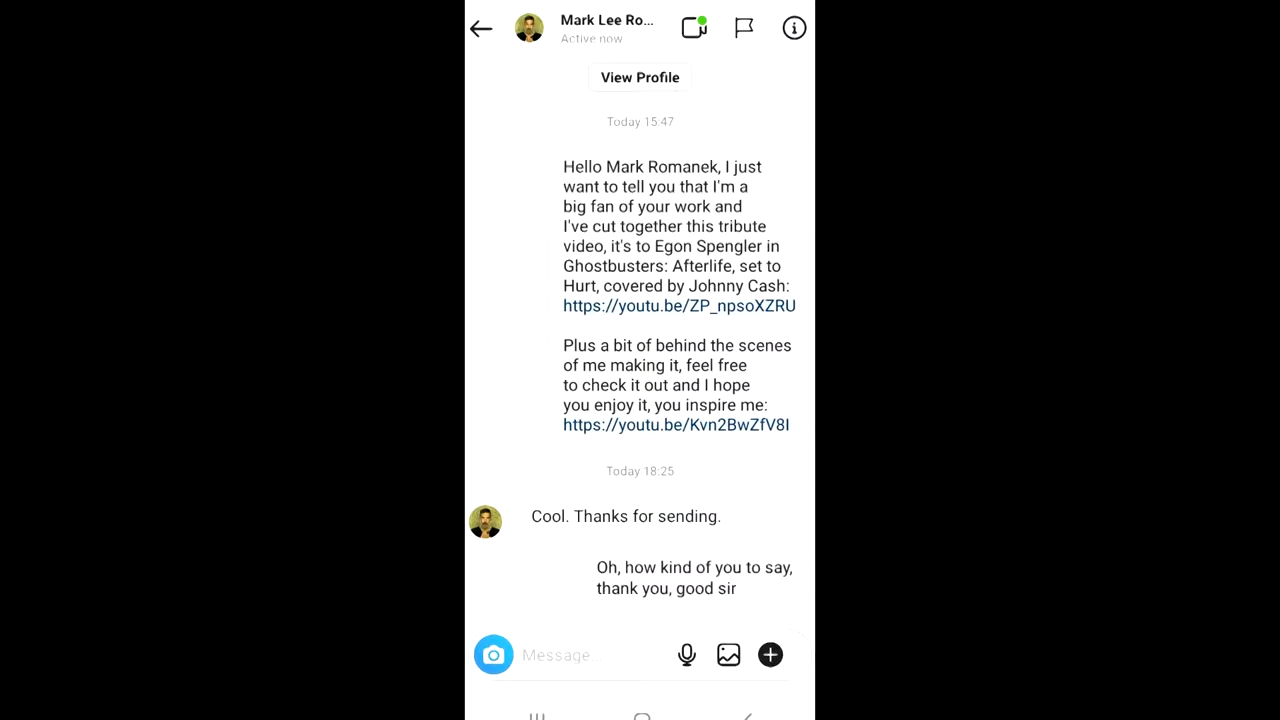 Mark Lee Ro...
Active now
View Profile
Today 15:47
Hello Mark Romanek, I just
want to tell you that I'm a
big fan of your work and
I've cut together this tribute
video, it's to Egon Spengler in
Ghostbusters: Afterlife, set to
Hurt, covered by Johnny Cash:
https://youtu.be/ZP_npsoXZRU
Plus a bit of behind the scenes
of me making it, feel free
to check it out and I hope
you enjoy it, you inspire me:
https://youtu.be/Kvn2BwZfV8I
Today 18:25
Cool. Thanks for sending.
Oh, how kind of you to say,
thank you, good sir
Message..